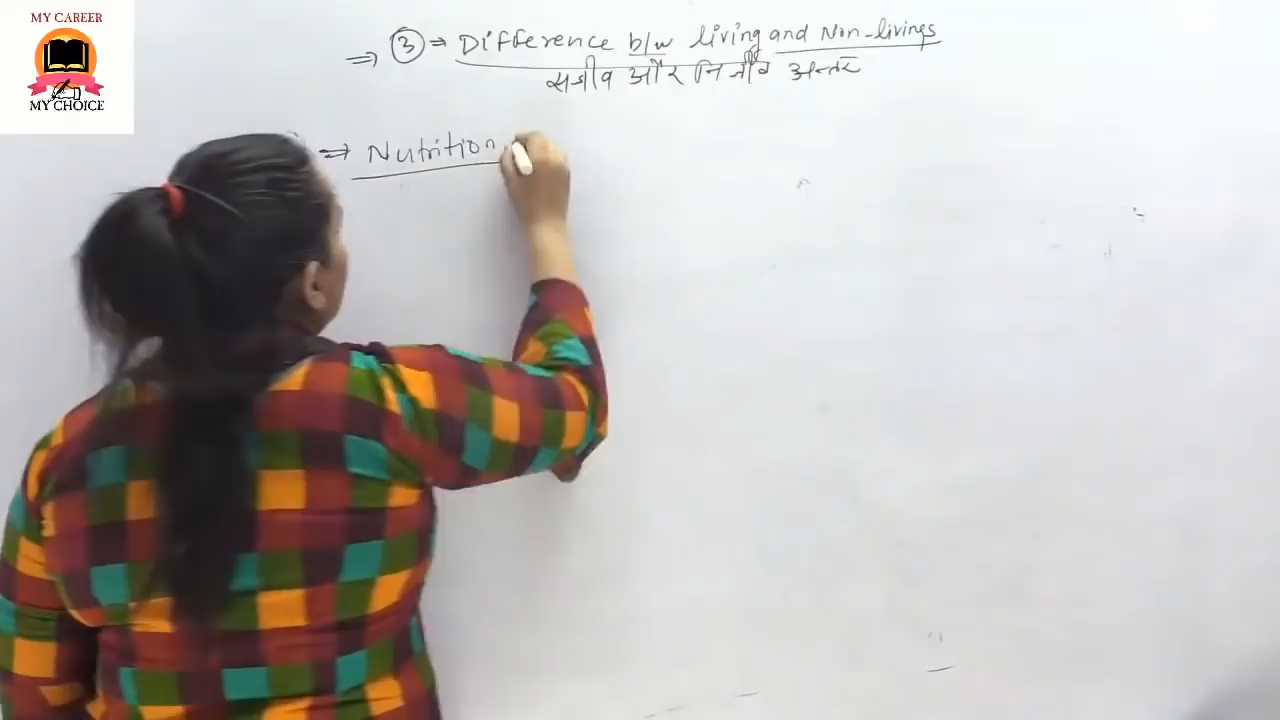 MY CAREER
MY CHOICE
⇒ ③ ⇒ Difference b/w living and Non-livings
सजीव और निर्जीव अन्तर
⇒ Nutrition